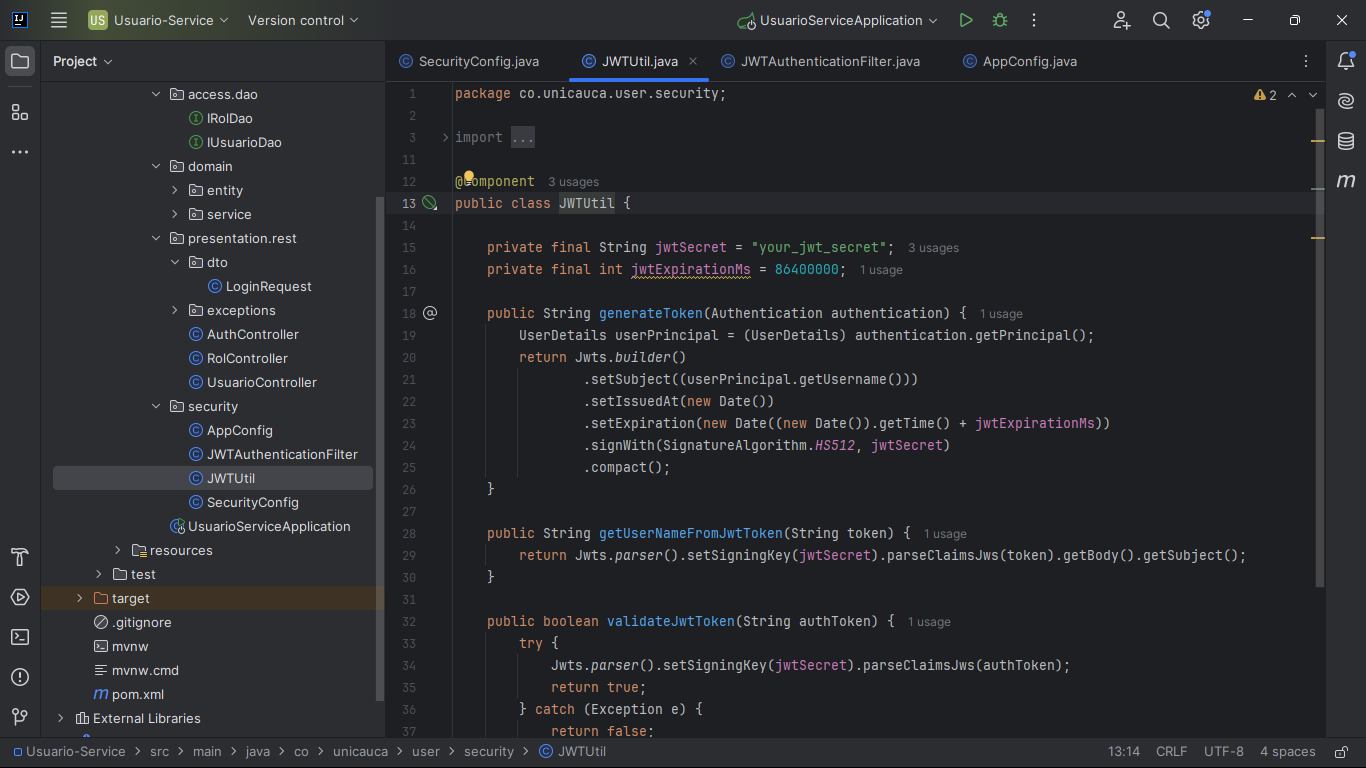 US Usuario-Service Version control UsuarioServiceApplication
Project
access.dao
IRolDao
IUsuarioDao
domain
entity
service
presentation.rest
dto
LoginRequest
exceptions
AuthController
RolController
UsuarioController
security
AppConfig
JWTAuthenticationFilter
JWTUtil
SecurityConfig
UsuarioServiceApplication
resources
test
target
.gitignore
mvnw
mvnw.cmd
pom.xml
External Libraries
SecurityConfig.java JWTUtil.java JWTAuthenticationFilter.java AppConfig.java
2
1 package co.unicauca.user.security;
2
3 import ...
11
12 @Component 3 usages
13 public class JWTUtil {
14
15 private final String jwtSecret = "your_jwt_secret"; 3 usages
16 private final int jwtExpirationMs = 86400000; 1 usage
17
18 public String generateToken(Authentication authentication) { 1 usage
19 UserDetails userPrincipal = (UserDetails) authentication.getPrincipal();
20 return Jwts.builder()
21 .setSubject((userPrincipal.getUsername()))
22 .setIssuedAt(new Date())
23 .setExpiration(new Date((new Date()).getTime() + jwtExpirationMs))
24 .signWith(SignatureAlgorithm.HS512, jwtSecret)
25 .compact();
26 }
27
28 public String getUserNameFromJwtToken(String token) { 1 usage
29 return Jwts.parser().setSigningKey(jwtSecret).parseClaimsJws(token).getBody().getSubject();
30 }
31
32 public boolean validateJwtToken(String authToken) { 1 usage
33 try {
34 Jwts.parser().setSigningKey(jwtSecret).parseClaimsJws(authToken);
35 return true;
36 } catch (Exception e) {
37 return false;
Usuario-Service > src > main > java > co > unicauca > user > security > JWTUtil 13:14 CRLF UTF-8 4 spaces